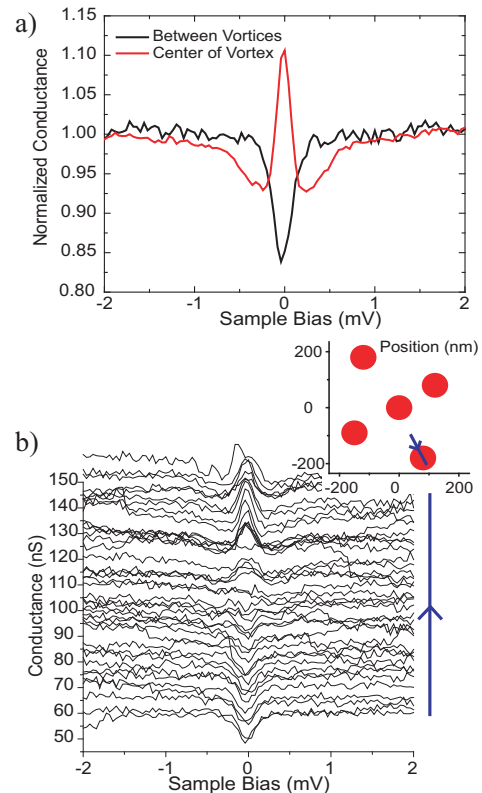 a)
1.15
1.10
1.05
1.00
0.95
0.90
0.85
0.80
Normalized Conductance
Between Vortices
Center of Vortex
-2 -1 0 1 2
Sample Bias (mV)
Position (nm)
200
0
-200
-200 0 200
b)
150
140
130
120
110
100
90
80
70
60
50
Conductance (nS)
-2 -1 0 1 2
Sample Bias (mV)